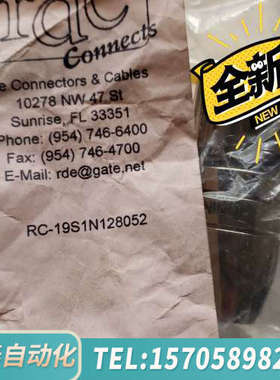 Connects
e Connectors & Cables
10278 NW 47 St
Sunrise, FL 33351
Phone: (954) 746-6400
Fax: (954) 746-4700
E-Mail: rde@gate.net
RC-19S1N128052
全新
NEW
自动化
TEL:157058982